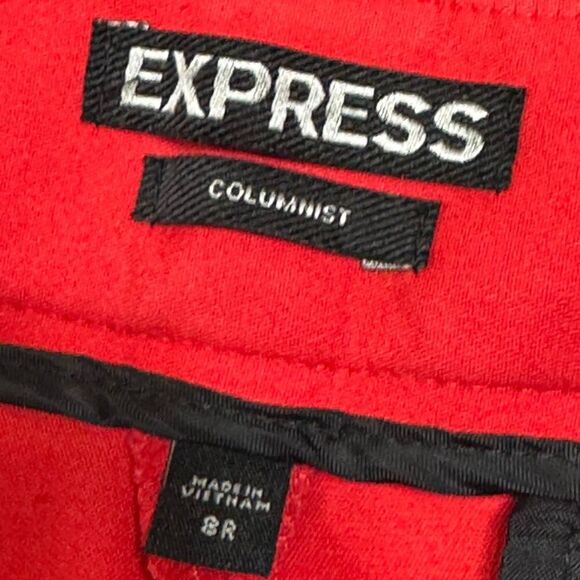 EXPRESS
COLUMNIST
MADE IN
VIETNAM
8R